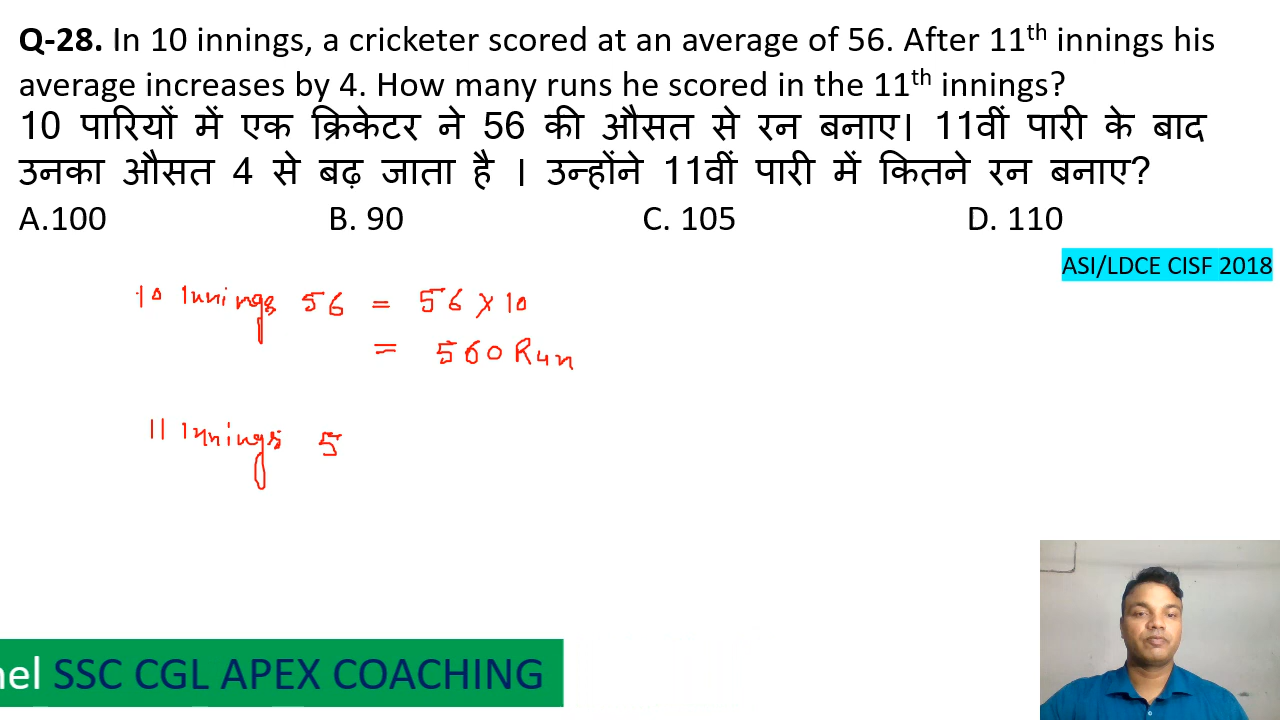 Q-28. In 10 innings, a cricketer scored at an average of 56. After 11th innings his
average increases by 4. How many runs he scored in the 11th innings?
10 पारियों में एक क्रिकेटर ने 56 की औसत से रन बनाए। 11वीं पारी के बाद
उनका औसत 4 से बढ़ जाता है । उन्होंने 11वीं पारी में कितने रन बनाए?
A.100 B. 90 C. 105 D. 110
ASI/LDCE CISF 2018
10 Innings 56 = 56 x 10
= 560 Run
11 Innings 5
nel SSC CGL APEX COACHING